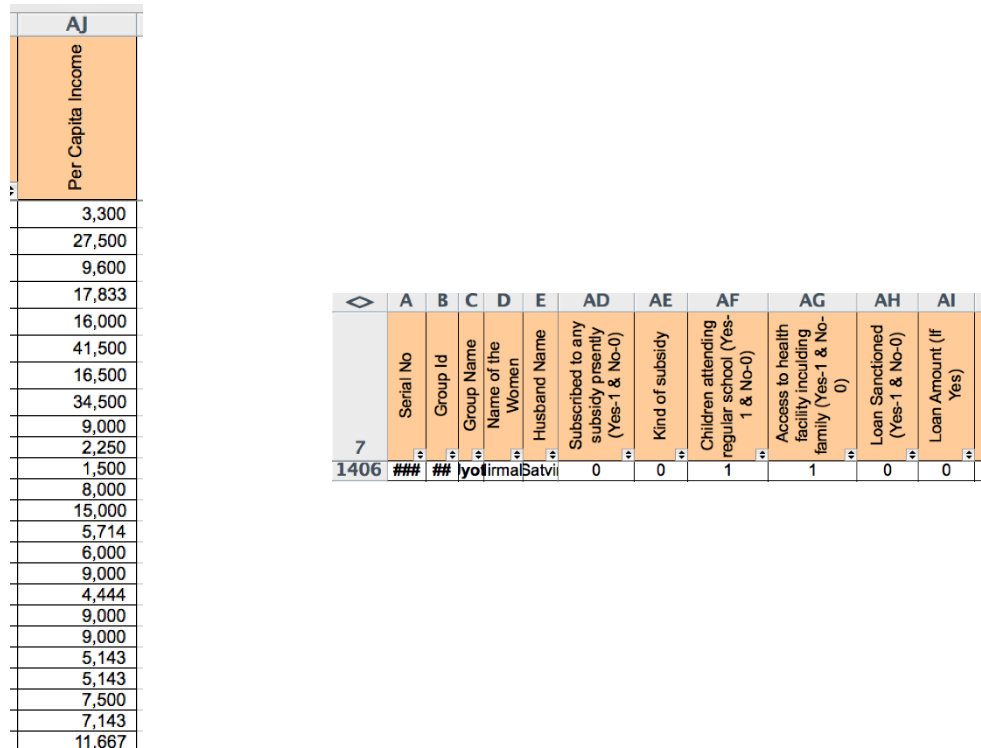 AJ
Per Capita Income
3,300
27,500
9,600
17,833
16,000
41,500
16,500
34,500
9,000
2,250
1,500
8,000
15,000
5,714
6,000
9,000
4,444
9,000
9,000
5,143
5,143
7,500
7,143
11,667
A B C D E AD AE AF AG AH AI
7
Serial No
Group Id
Group Name
Name of the
Women
Husband Name
Subscribed to any
subsidy prsently
(Yes-1 & No-0)
Kind of subsidy
Children attending
regular school (Yes-
1 & No-0)
Access to health
facility inculding
family (Yes-1 & No-
0)
Loan Sanctioned
(Yes-1 & No-0)
Loan Amount (If
Yes)
1406 ### ## 0 0 1 1 0 0